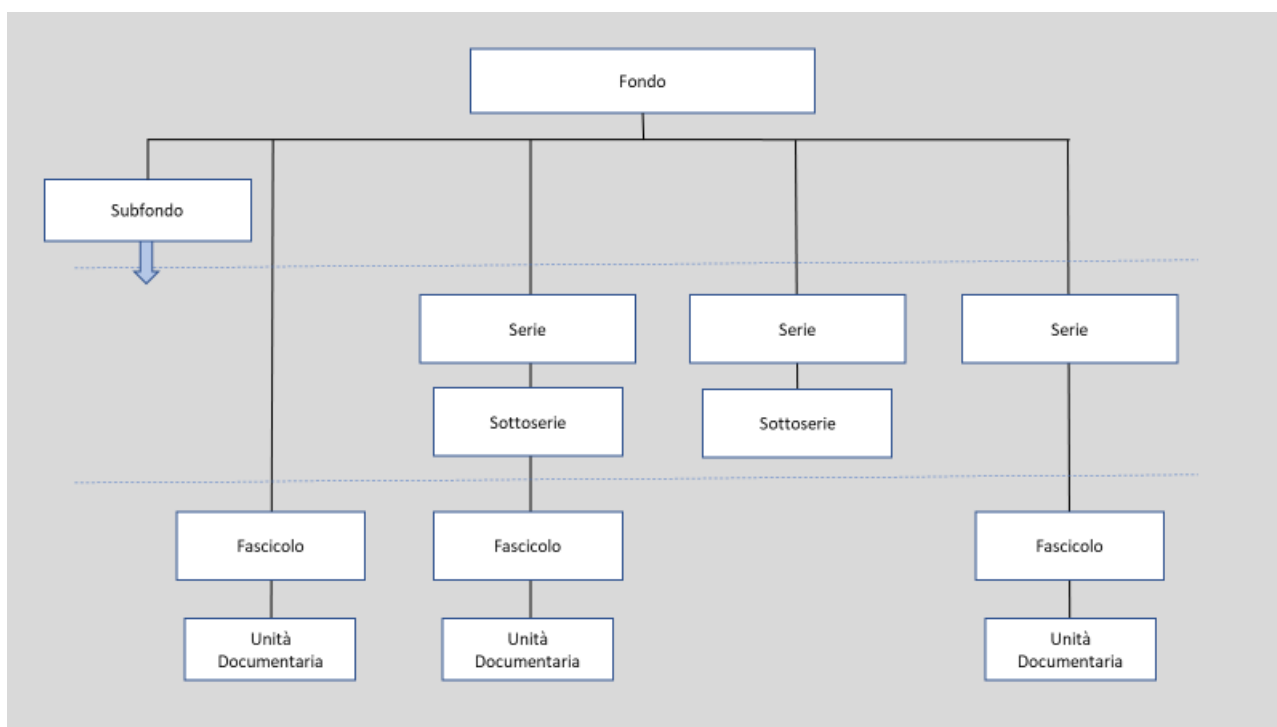 Fondo
Subfondo
Serie
Serie
Serie
Sottoserie
Sottoserie
Fascicolo
Fascicolo
Fascicolo
Unità
Documentaria
Unità
Documentaria
Unità
Documentaria